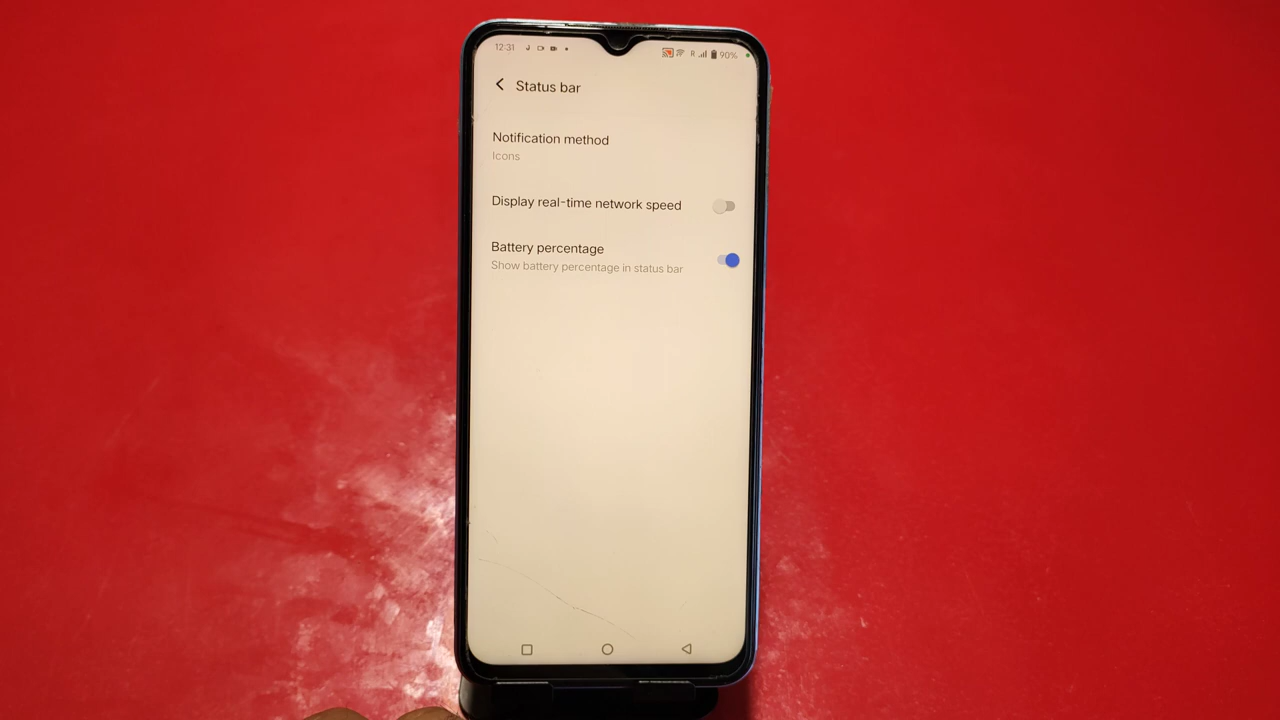 12:31 R 90%
Status bar
Notification method
Icons
Display real-time network speed
Battery percentage
Show battery percentage in status bar